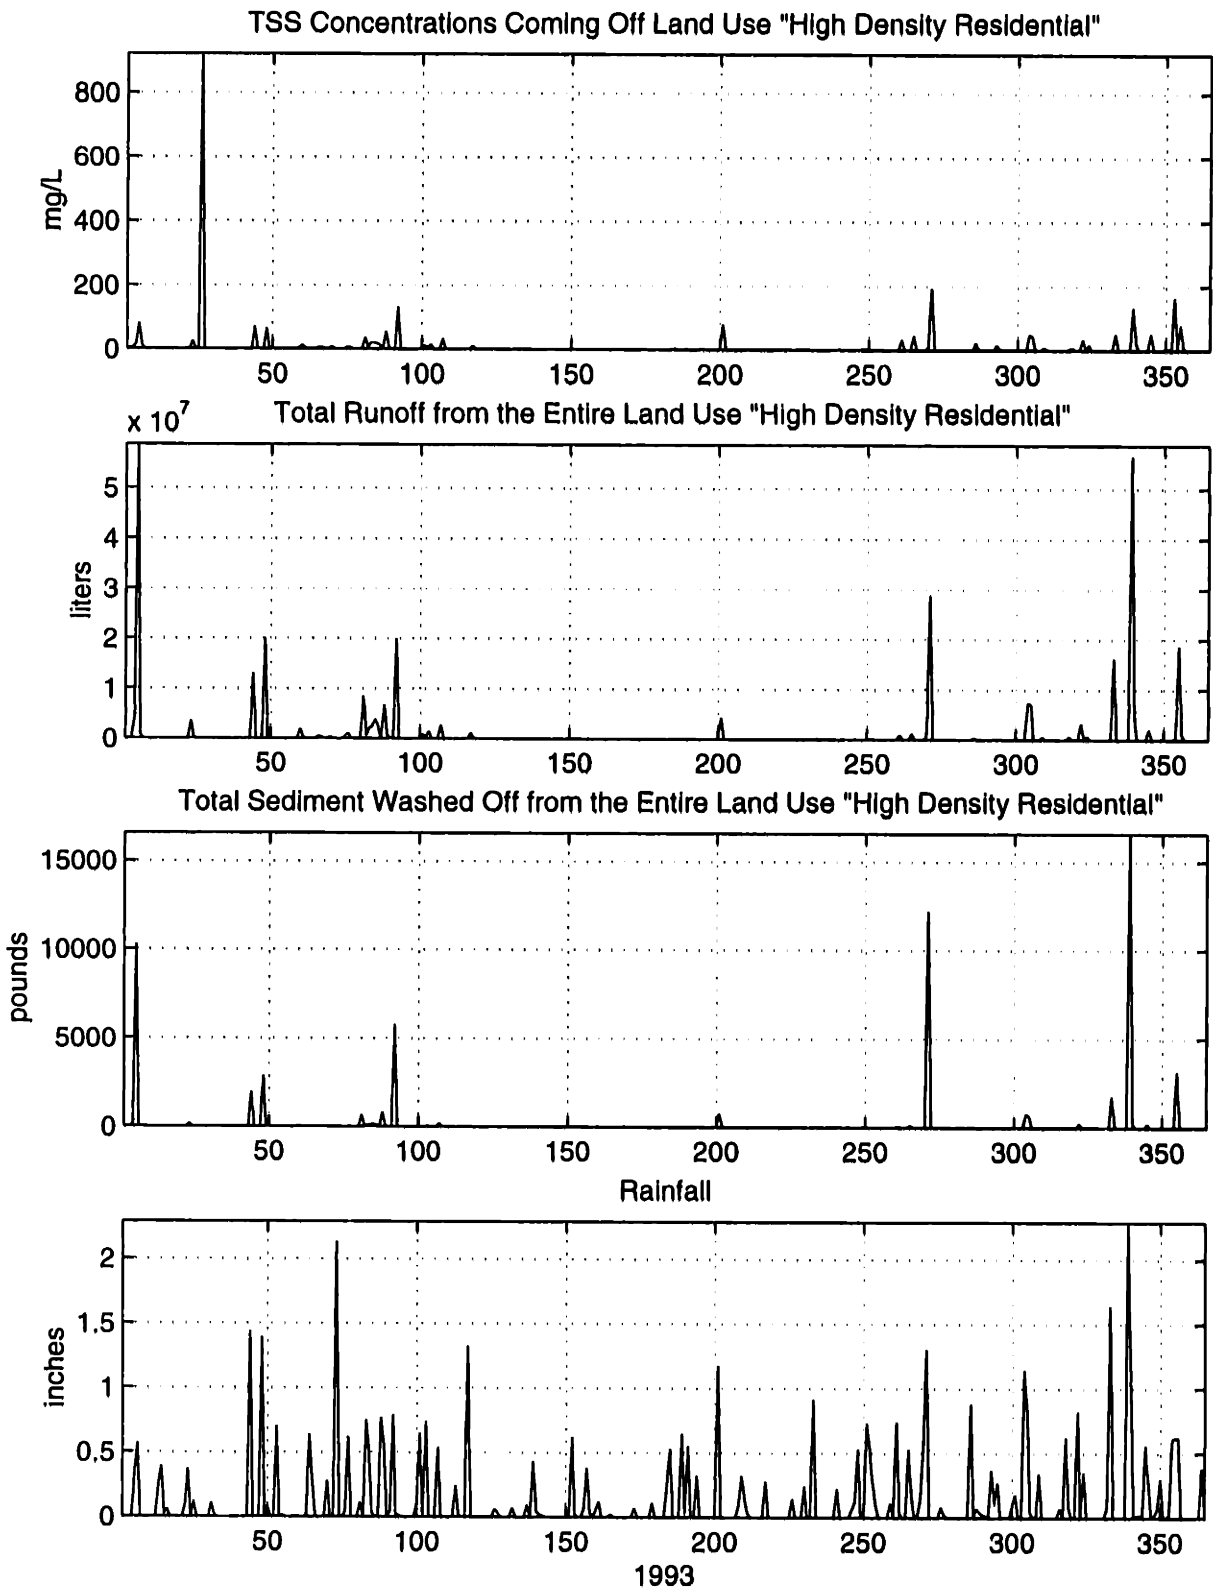 TSS Concentrations Coming Off Land Use "High Density Residential"
800
600
400
200
0
mg/L
50 100 150 200 250 300 350
x 10^7
Total Runoff from the Entire Land Use "High Density Residential"
5
4
3
2
1
0
liters
50 100 150 200 250 300 350
Total Sediment Washed Off from the Entire Land Use "High Density Residential"
15000
10000
5000
0
pounds
50 100 150 200 250 300 350
Rainfall
2
1.5
1
0.5
0
inches
50 100 150 200 250 300 350
1993